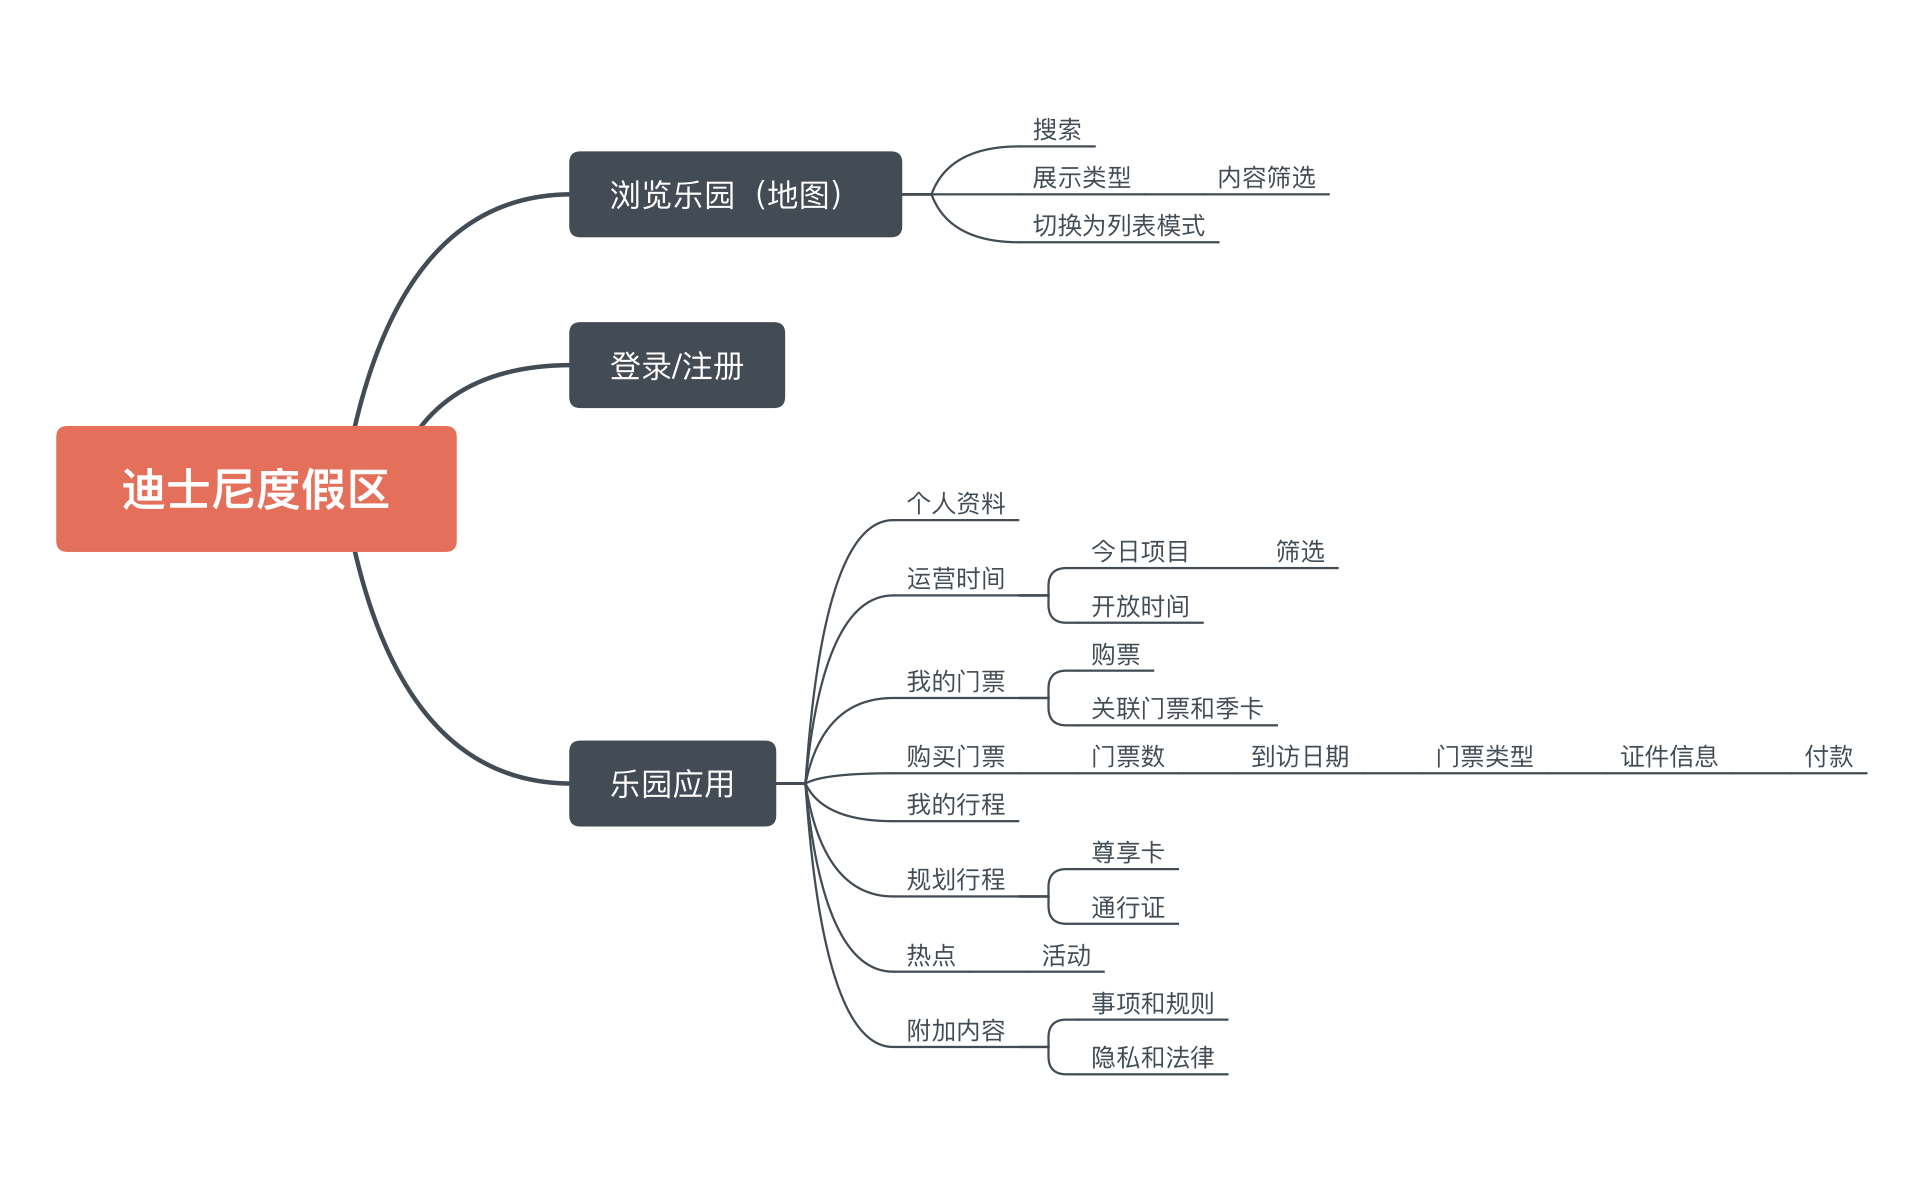 迪士尼度假区
浏览乐园（地图）
搜索
展示类型
内容筛选
切换为列表模式
登录/注册
乐园应用
个人资料
运营时间
今日项目
筛选
开放时间
我的门票
购票
关联门票和季卡
购买门票
门票数
到访日期
门票类型
证件信息
付款
我的行程
规划行程
尊享卡
通行证
热点
活动
附加内容
事项和规则
隐私和法律